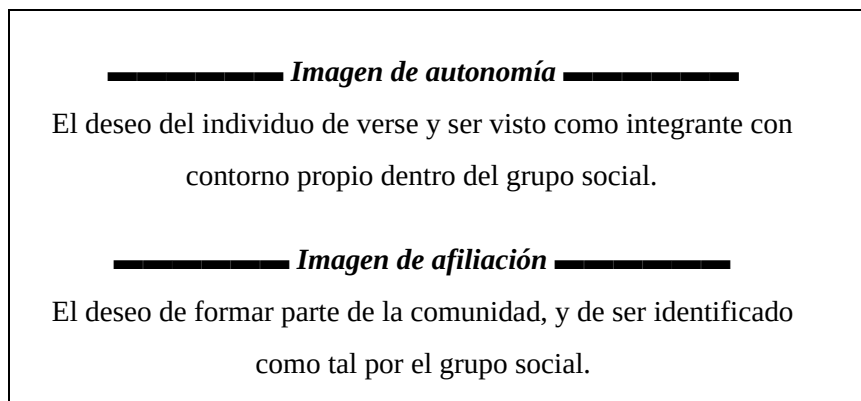 Imagen de autonomía
El deseo del individuo de verse y ser visto como integrante con
contorno propio dentro del grupo social.
Imagen de afiliación
El deseo de formar parte de la comunidad, y de ser identificado
como tal por el grupo social.